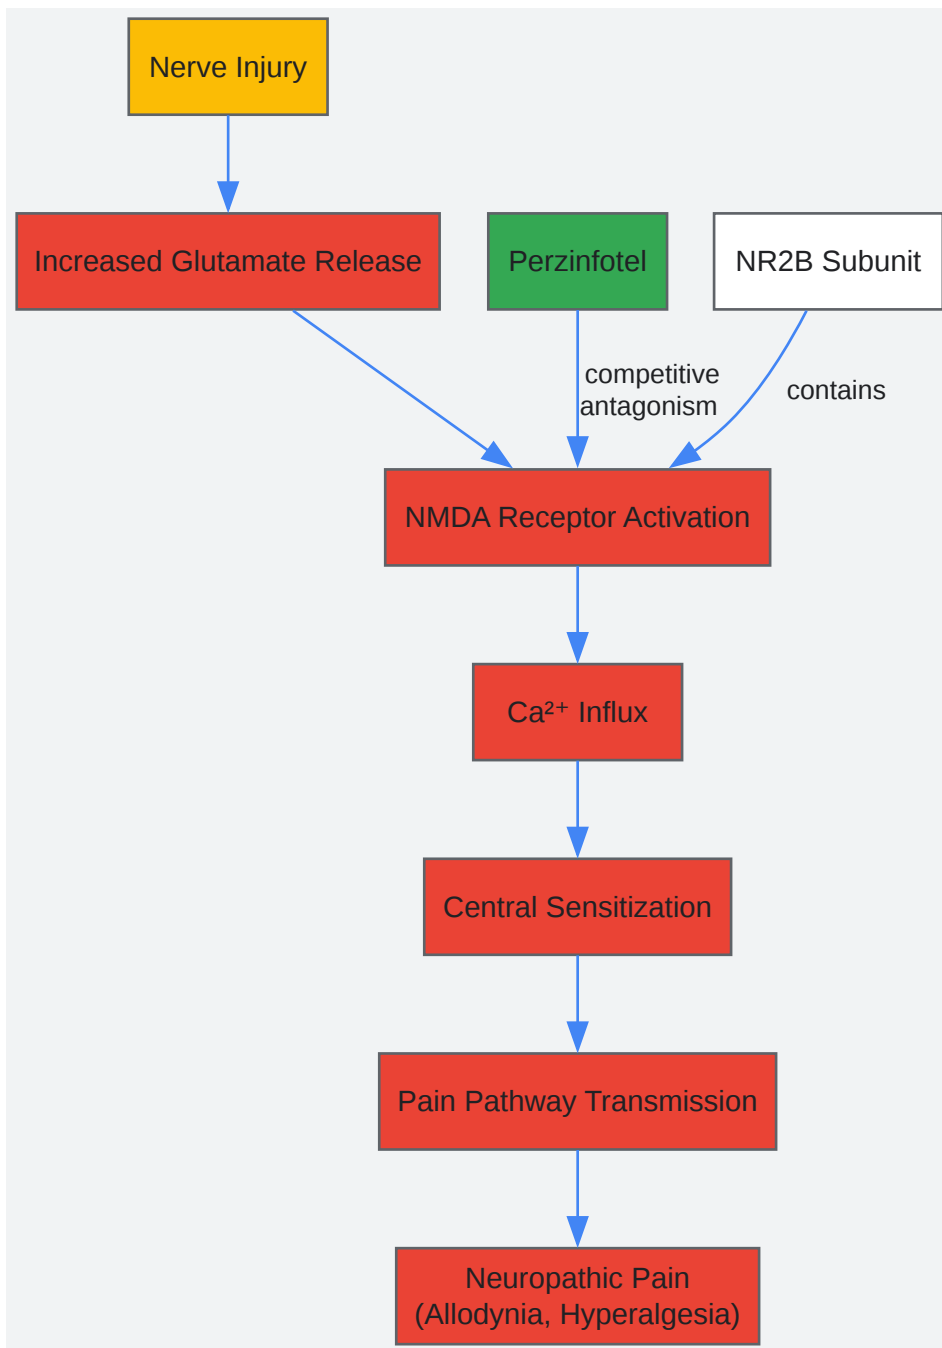 Nerve Injury
Increased Glutamate Release
Perzinfotel
NR2B Subunit
competitive
antagonism
contains
NMDA Receptor Activation
Ca²⁺ Influx
Central Sensitization
Pain Pathway Transmission
Neuropathic Pain
(Allodynia, Hyperalgesia)